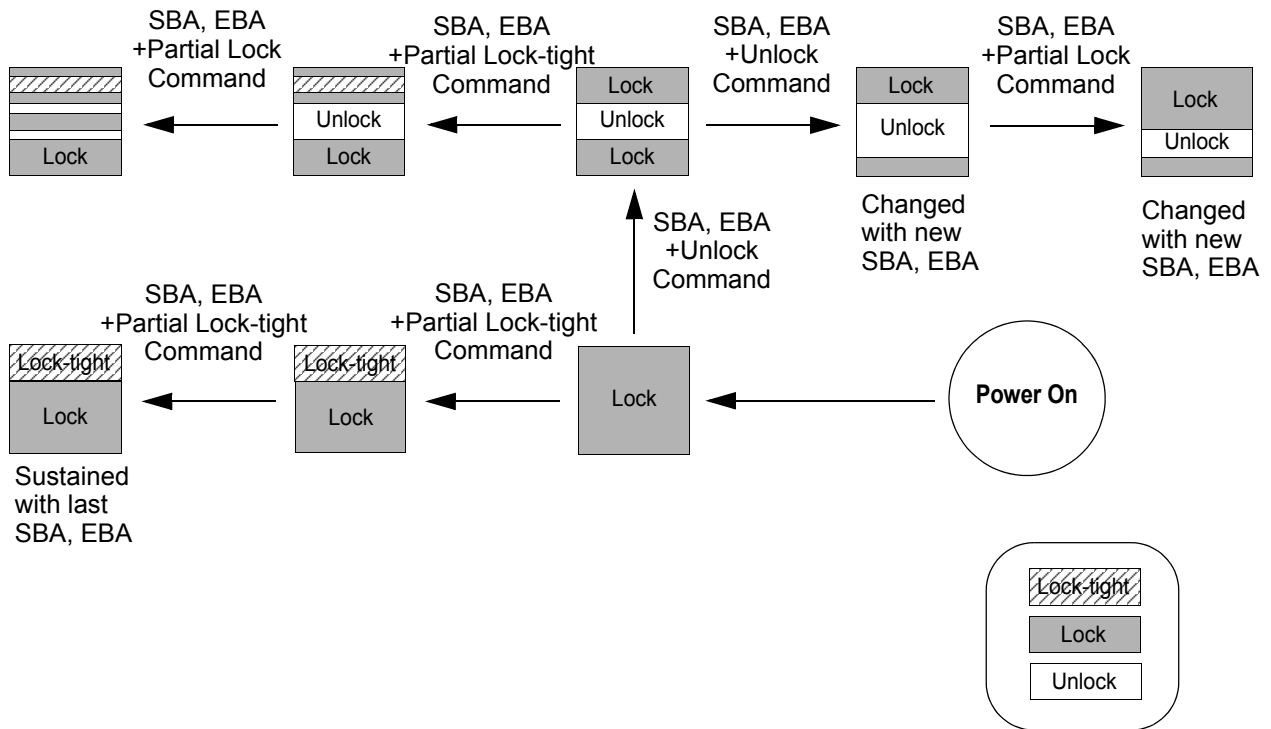 SBA, EBA
+Partial Lock
Command
SBA, EBA
+Partial Lock-tight
Command
SBA, EBA
+Unlock
Command
SBA, EBA
+Partial Lock
Command
Lock
Unlock
Lock
Lock
Unlock
Lock
Lock
Unlock
Lock
Unlock
Changed
with new
SBA, EBA
Changed
with new
SBA, EBA
SBA, EBA
+Unlock
Command
SBA, EBA
+Partial Lock-tight
Command
SBA, EBA
+Partial Lock-tight
Command
Lock-tight
Lock
Lock-tight
Lock
Lock
Power On
Sustained
with last
SBA, EBA
Lock-tight
Lock
Unlock